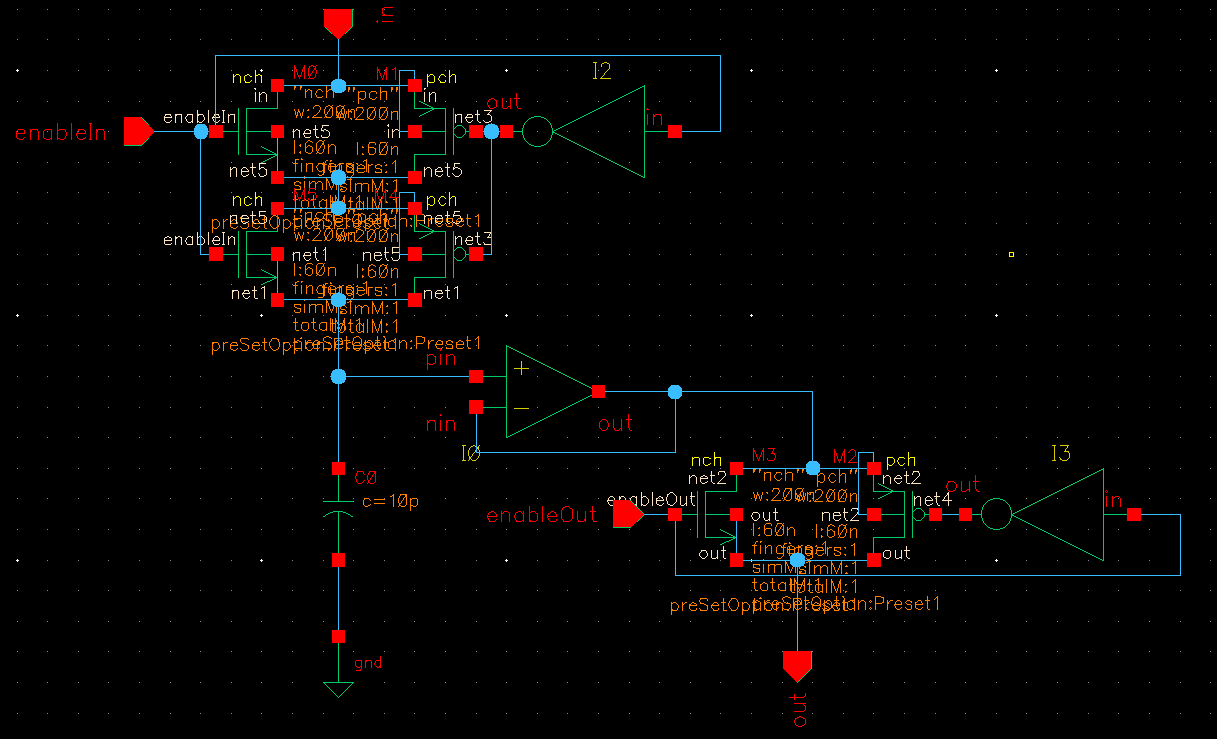 in
I2
nch
M0
M1
pch
in
"nch"
"pch"
in
out
in
w:200n
w:200n
enableIn
net3
enableIn
net5
in
l:60n
l:60n
fingers:1
fingers:1
net5
net5
simM:1
simM:1
totalM:1
totalM:1
nch
M5
M4
pch
net5
"nch"
"pch"
net5
preSetOption:Preset1
preSetOption:Preset1
w:200n
w:200n
enableIn
net3
net1
net5
l:60n
l:60n
fingers:1
fingers:1
net1
net1
simM:1
simM:1
totalM:1
totalM:1
preSetOption:Preset1
preSetOption:Preset1
pin
+
−
nin
out
I0
C0
c=10p
gnd
nch
M3
M2
pch
I3
net2
"nch"
"pch"
net2
out
in
w:200n
w:200n
enableOut
net4
enableOut
out
net2
l:60n
l:60n
fingers:1
fingers:1
out
out
simM:1
simM:1
totalM:1
totalM:1
preSetOption:Preset1
preSetOption:Preset1
out